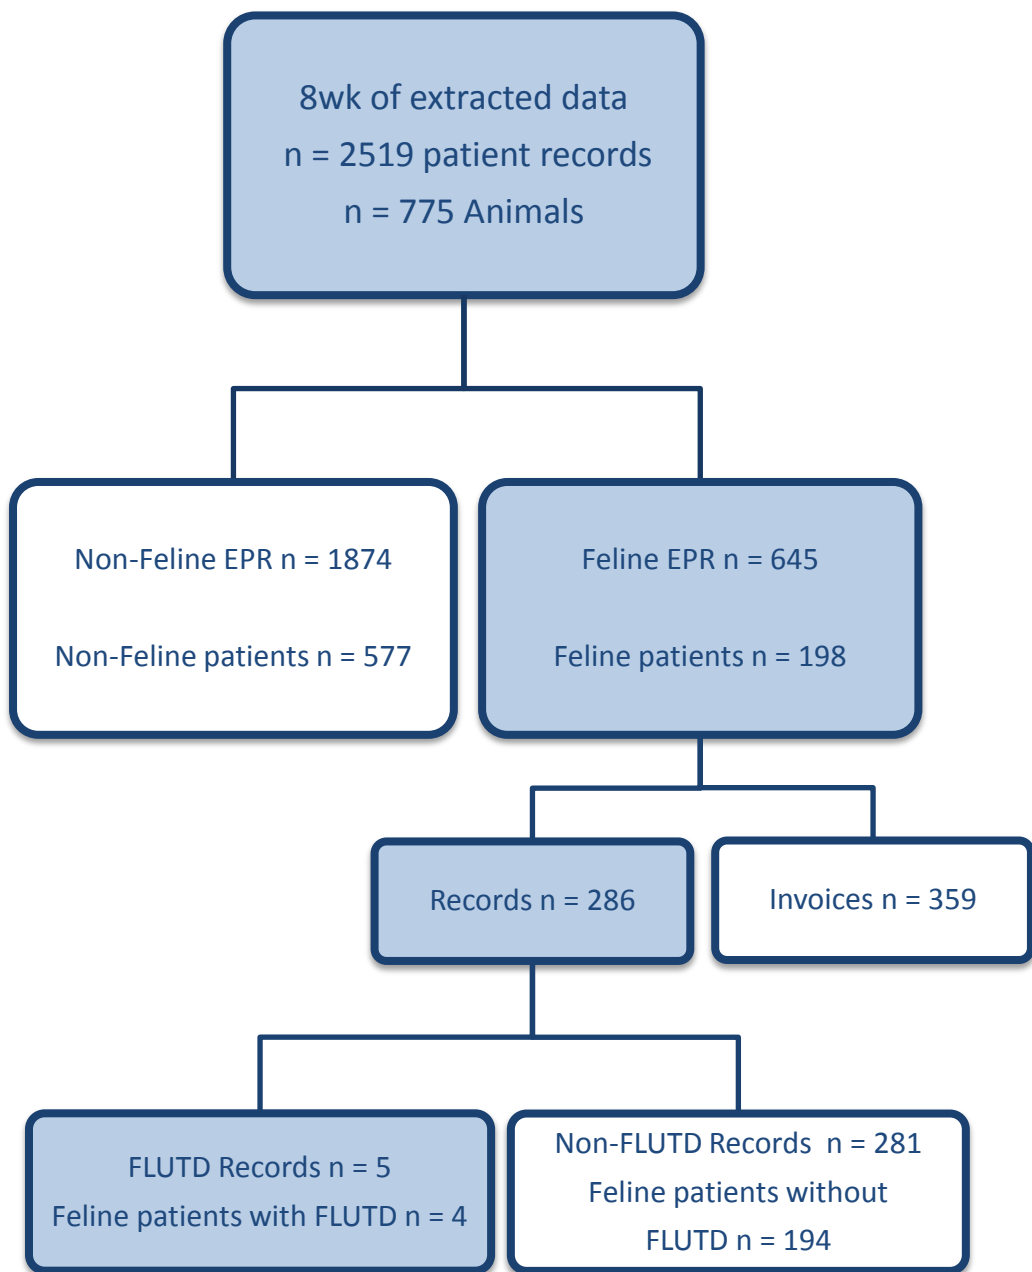 8wk of extracted data
n = 2519 patient records
n = 775 Animals
Non-Feline EPR n = 1874
Non-Feline patients n = 577
Feline EPR n = 645
Feline patients n = 198
Records n = 286
Invoices n = 359
FLUTD Records n = 5
Feline patients with FLUTD n = 4
Non-FLUTD Records  n = 281
Feline patients without
FLUTD n = 194